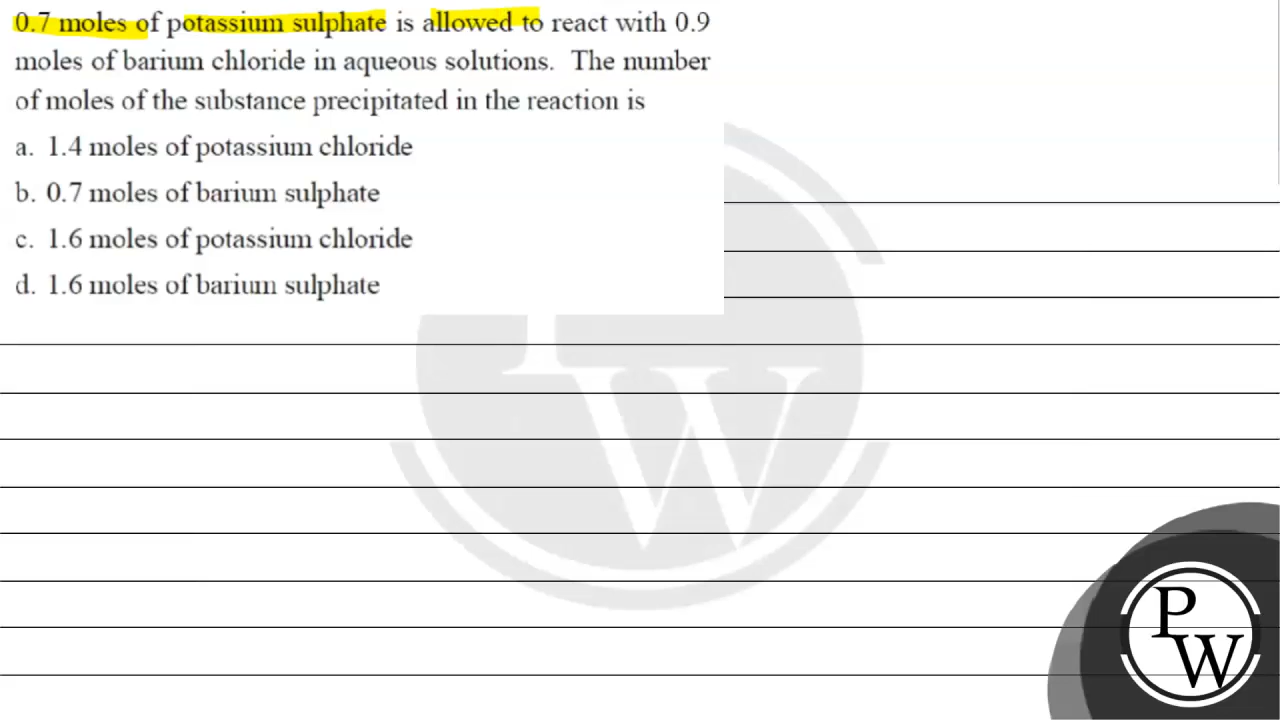 0.7 moles of potassium sulphate is allowed to react with 0.9
moles of barium chloride in aqueous solutions. The number
of moles of the substance precipitated in the reaction is
a. 1.4 moles of potassium chloride
b. 0.7 moles of barium sulphate
c. 1.6 moles of potassium chloride
d. 1.6 moles of barium sulphate
W
P
W